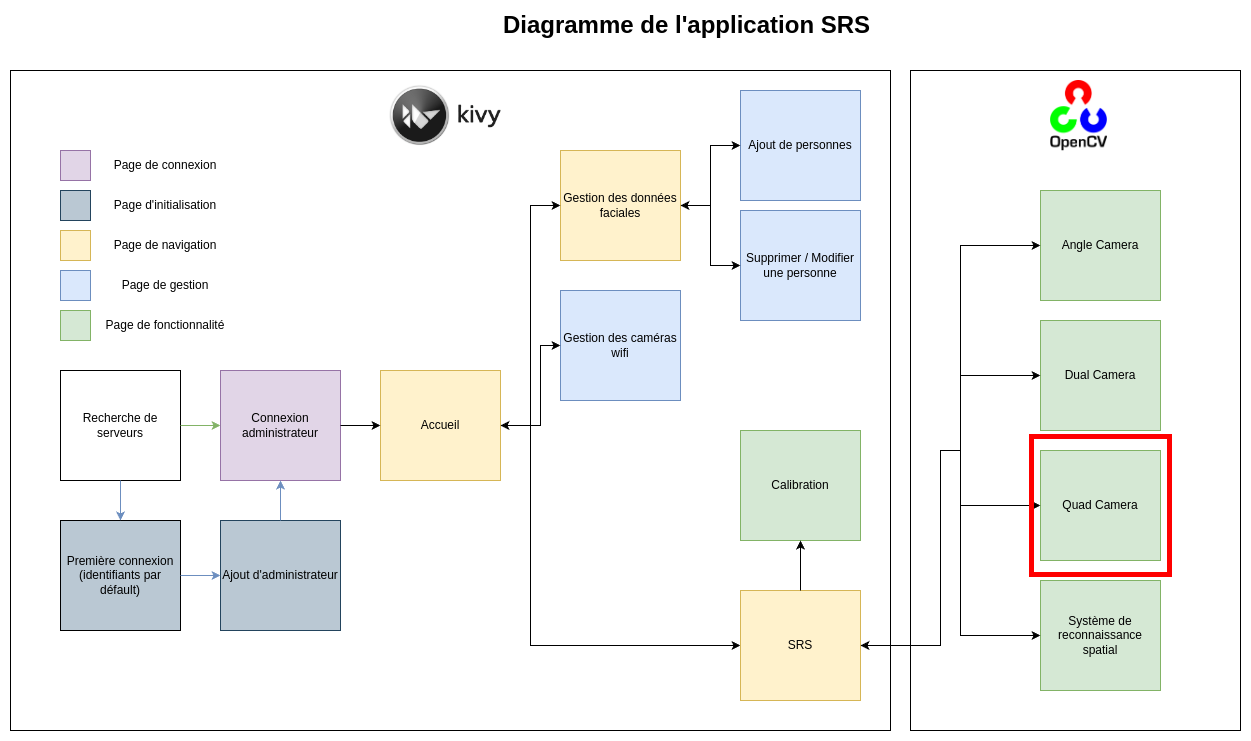 Diagramme de l'application SRS
kivy
OpenCV
Page de connexion
Page d'initialisation
Page de navigation
Page de gestion
Page de fonctionnalité
Recherche de
serveurs
Connexion
administrateur
Accueil
Première connexion
(identifiants par
défault)
Ajout d'administrateur
Gestion des données
faciales
Gestion des caméras
wifi
Ajout de personnes
Supprimer / Modifier
une personne
Calibration
SRS
Angle Camera
Dual Camera
Quad Camera
Système de
reconnaissance
spatial